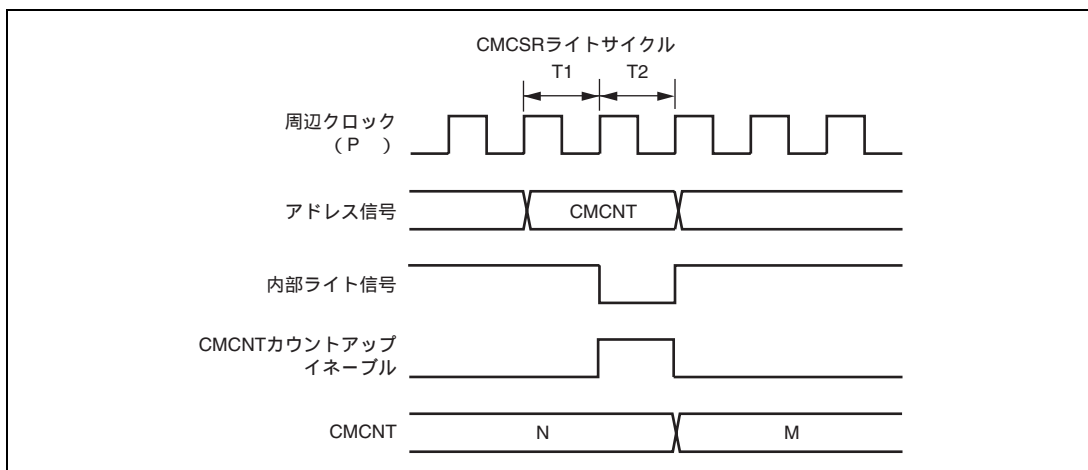 CMCSRライトサイクル
T1 T2
周辺クロック
(P )
アドレス信号 CMCNT
内部ライト信号
CMCNTカウントアップ
イネーブル
CMCNT N M